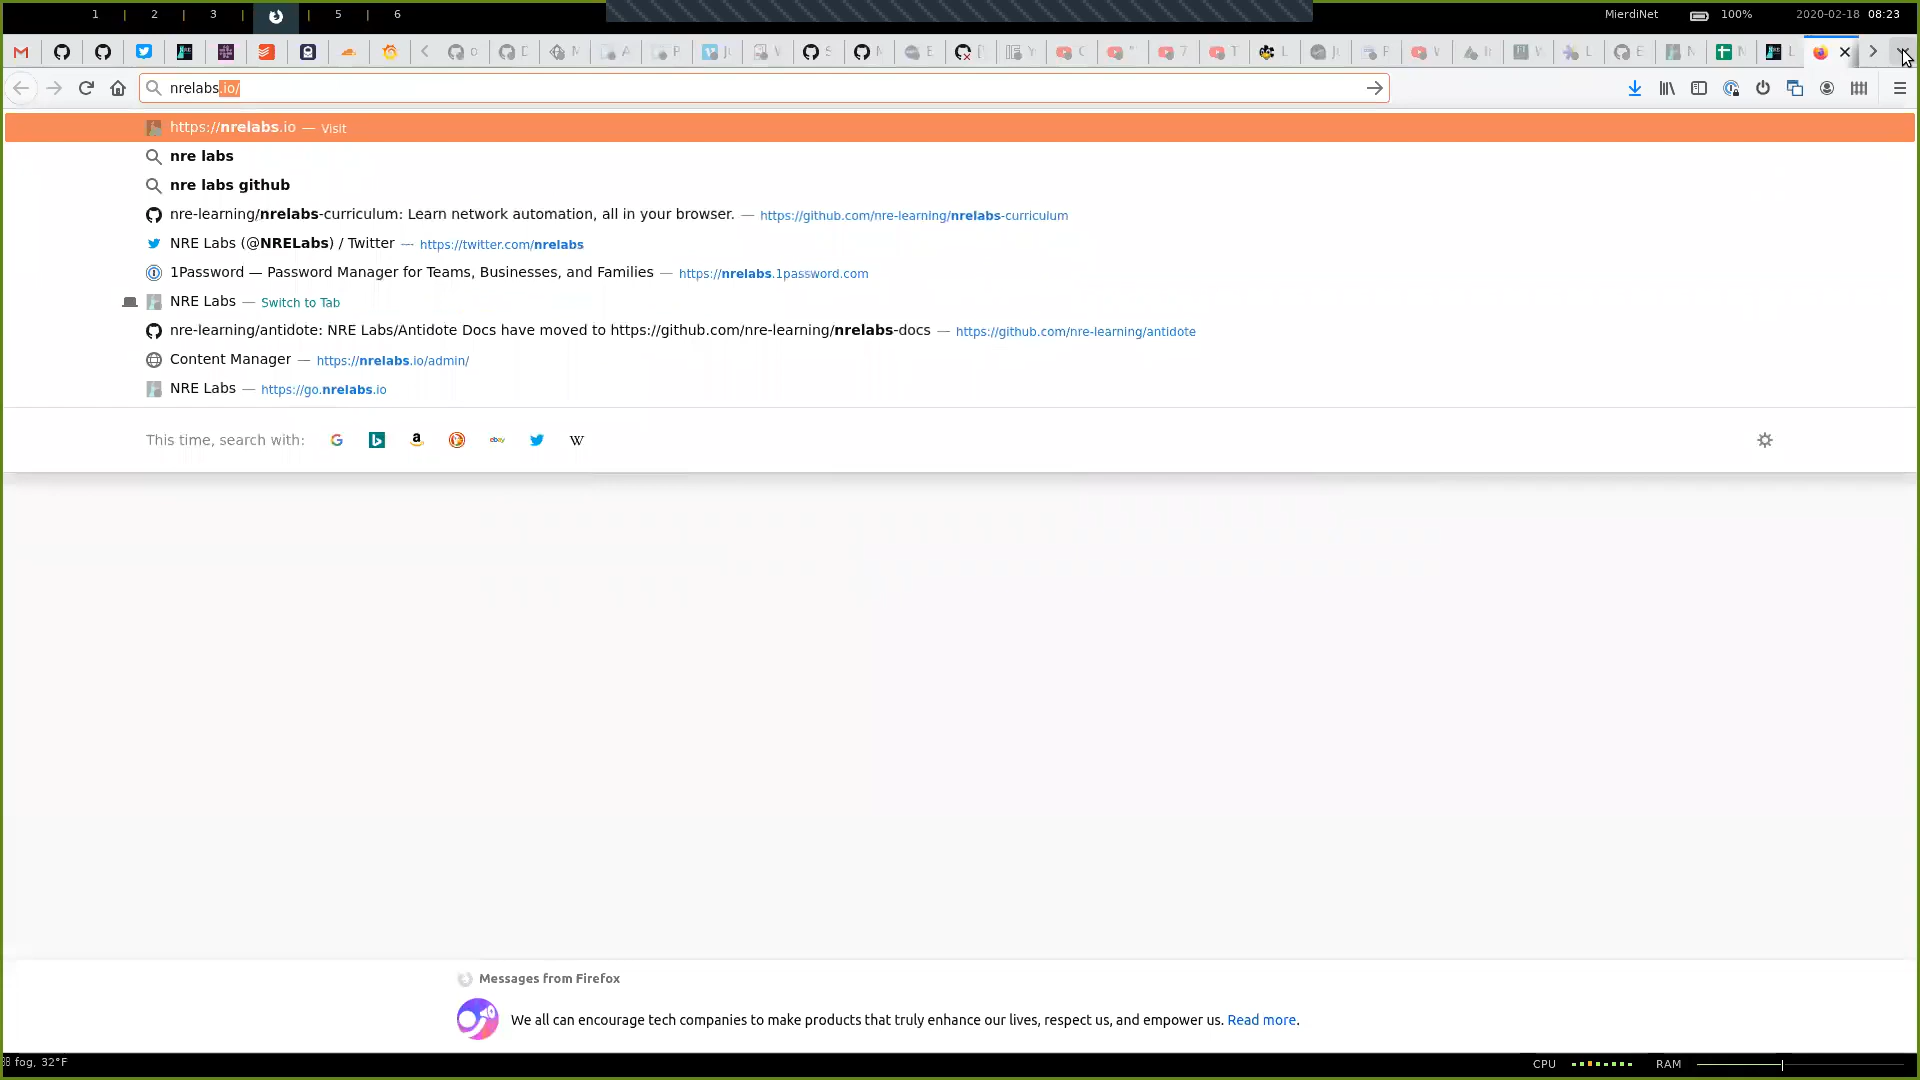 1 | 2 | 3 | | 5 | 6
MierdiNet 100% 2020-02-18 08:23
nrelabs.io/
https://nrelabs.io — Visit
nre labs
nre labs github
nre-learning/nrelabs-curriculum: Learn network automation, all in your browser. — https://github.com/nre-learning/nrelabs-curriculum
NRE Labs (@NRELabs) / Twitter — https://twitter.com/nrelabs
1Password — Password Manager for Teams, Businesses, and Families — https://nrelabs.1password.com
NRE Labs — Switch to Tab
nre-learning/antidote: NRE Labs/Antidote Docs have moved to https://github.com/nre-learning/nrelabs-docs — https://github.com/nre-learning/antidote
Content Manager — https://nrelabs.io/admin/
NRE Labs — https://go.nrelabs.io
This time, search with:
Messages from Firefox
We all can encourage tech companies to make products that truly enhance our lives, respect us, and empower us. Read more.
fog, 32°F
CPU RAM